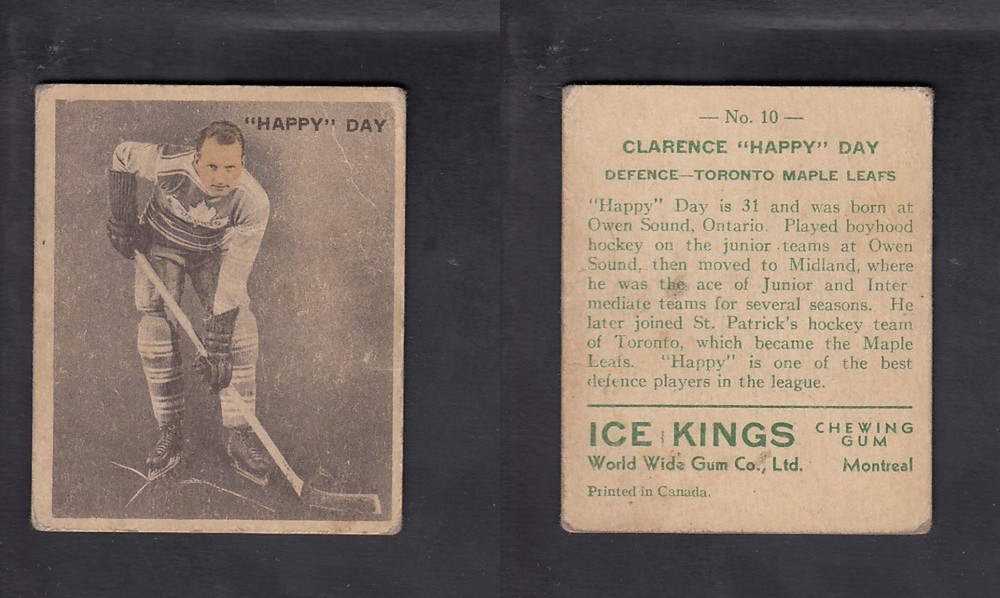 "HAPPY" DAY
— No. 10 —
CLARENCE "HAPPY" DAY
DEFENCE—TORONTO MAPLE LEAFS
"Happy" Day is 31 and was born at
Owen Sound, Ontario. Played boyhood
hockey on the junior teams at Owen
Sound, then moved to Midland, where
he was the ace of Junior and Inter
mediate teams for several seasons. He
later joined St. Patrick's hockey team
of Toronto, which became the Maple
Leafs. "Happy" is one of the best
defence players in the league.
ICE KINGS CHEWING GUM
World Wide Gum Co., Ltd. Montreal
Printed in Canada.